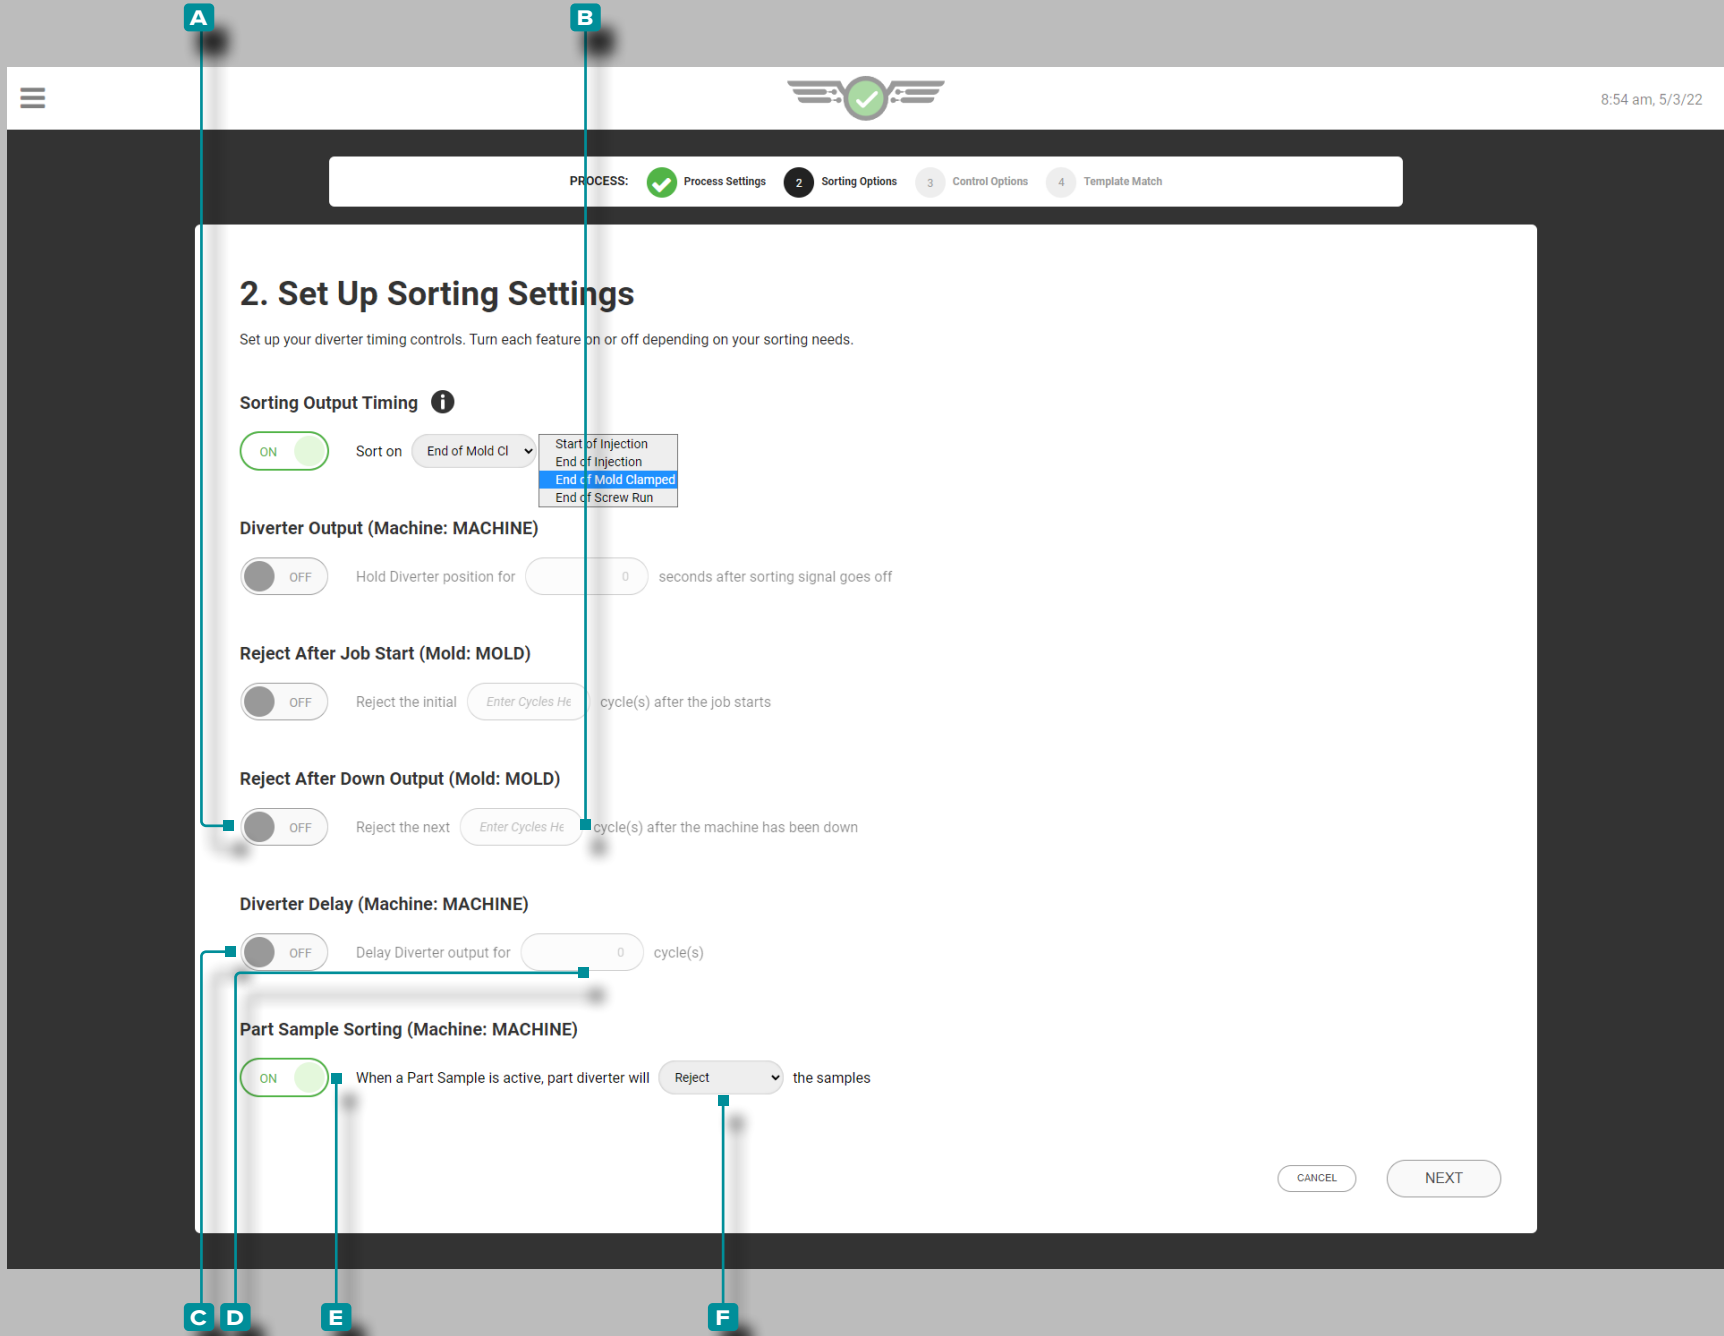 A B
8:54 am, 5/3/22
PROCESS: Process Settings 2 Sorting Options 3 Control Options 4 Template Match
2. Set Up Sorting Settings
Set up your diverter timing controls. Turn each feature on or off depending on your sorting needs.
Sorting Output Timing i
ON Sort on End of Mold Cl
Start of Injection
End of Injection
End of Mold Clamped
End of Screw Run
Diverter Output (Machine: MACHINE)
OFF Hold Diverter position for 0 seconds after sorting signal goes off
Reject After Job Start (Mold: MOLD)
OFF Reject the initial Enter Cycles He cycle(s) after the job starts
Reject After Down Output (Mold: MOLD)
OFF Reject the next Enter Cycles He cycle(s) after the machine has been down
Diverter Delay (Machine: MACHINE)
OFF Delay Diverter output for 0 cycle(s)
Part Sample Sorting (Machine: MACHINE)
ON When a Part Sample is active, part diverter will Reject the samples
CANCEL NEXT
C D E F